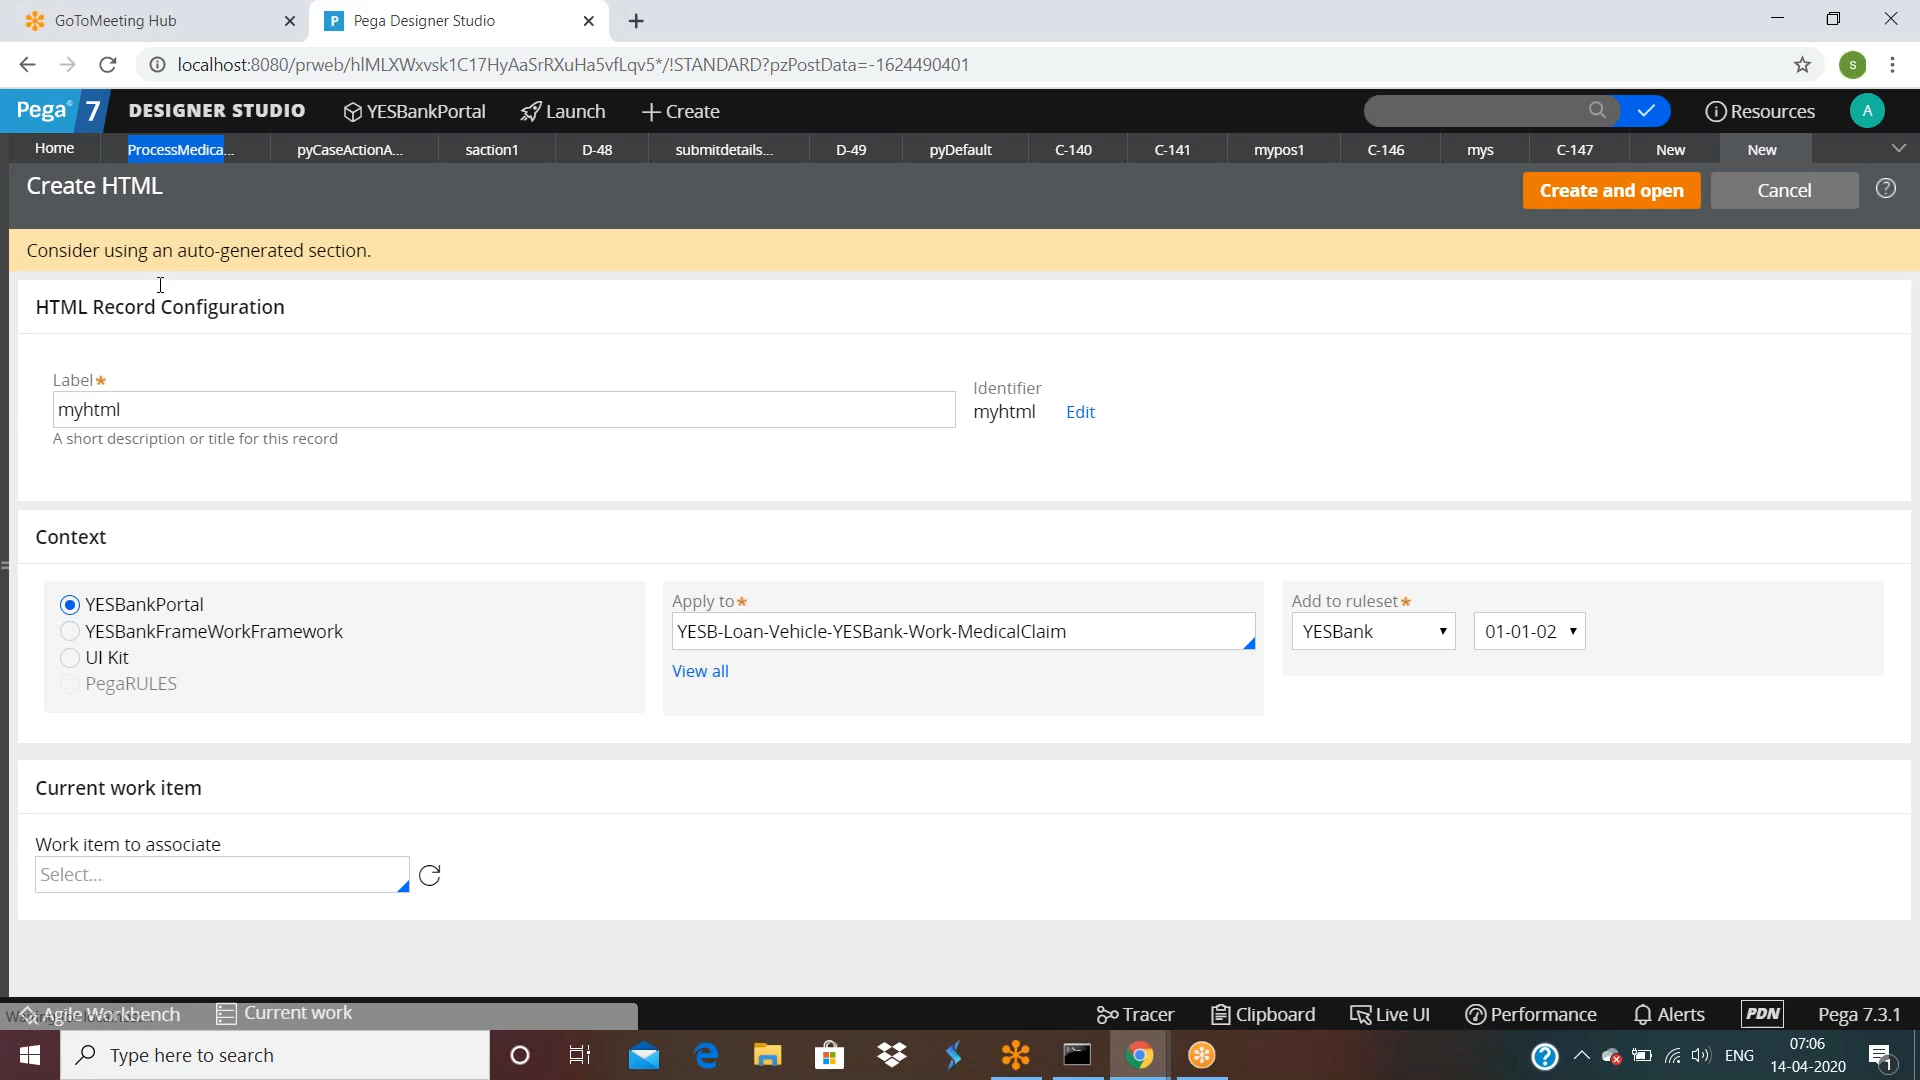 GoToMeeting Hub
Pega Designer Studio
localhost:8080/prweb/hIMLXWxvsk1C17HyAaSrRXuHa5vfLqv5*/!STANDARD?pzPostData=-1624490401
S
Pega 7 DESIGNER STUDIO YESBankPortal Launch Create Resources A
Home ProcessMedica... pyCaseActionA... saction1 D-48 submitdetails... D-49 pyDefault C-140 C-141 mypos1 C-146 mys C-147 New New
Create HTML
Create and open Cancel
Consider using an auto-generated section.
HTML Record Configuration
Label*
Identifier
myhtml
myhtml Edit
A short description or title for this record
Context
YESBankPortal
YESBankFrameWorkFramework
UI Kit
PegaRULES
Apply to*
YESB-Loan-Vehicle-YESBank-Work-MedicalClaim
View all
Add to ruleset*
YESBank 01-01-02
Current work item
Work item to associate
Select...
Agile Workbench Current work Tracer Clipboard Live UI Performance Alerts PDN Pega 7.3.1
Type here to search
ENG
07:06
14-04-2020
1